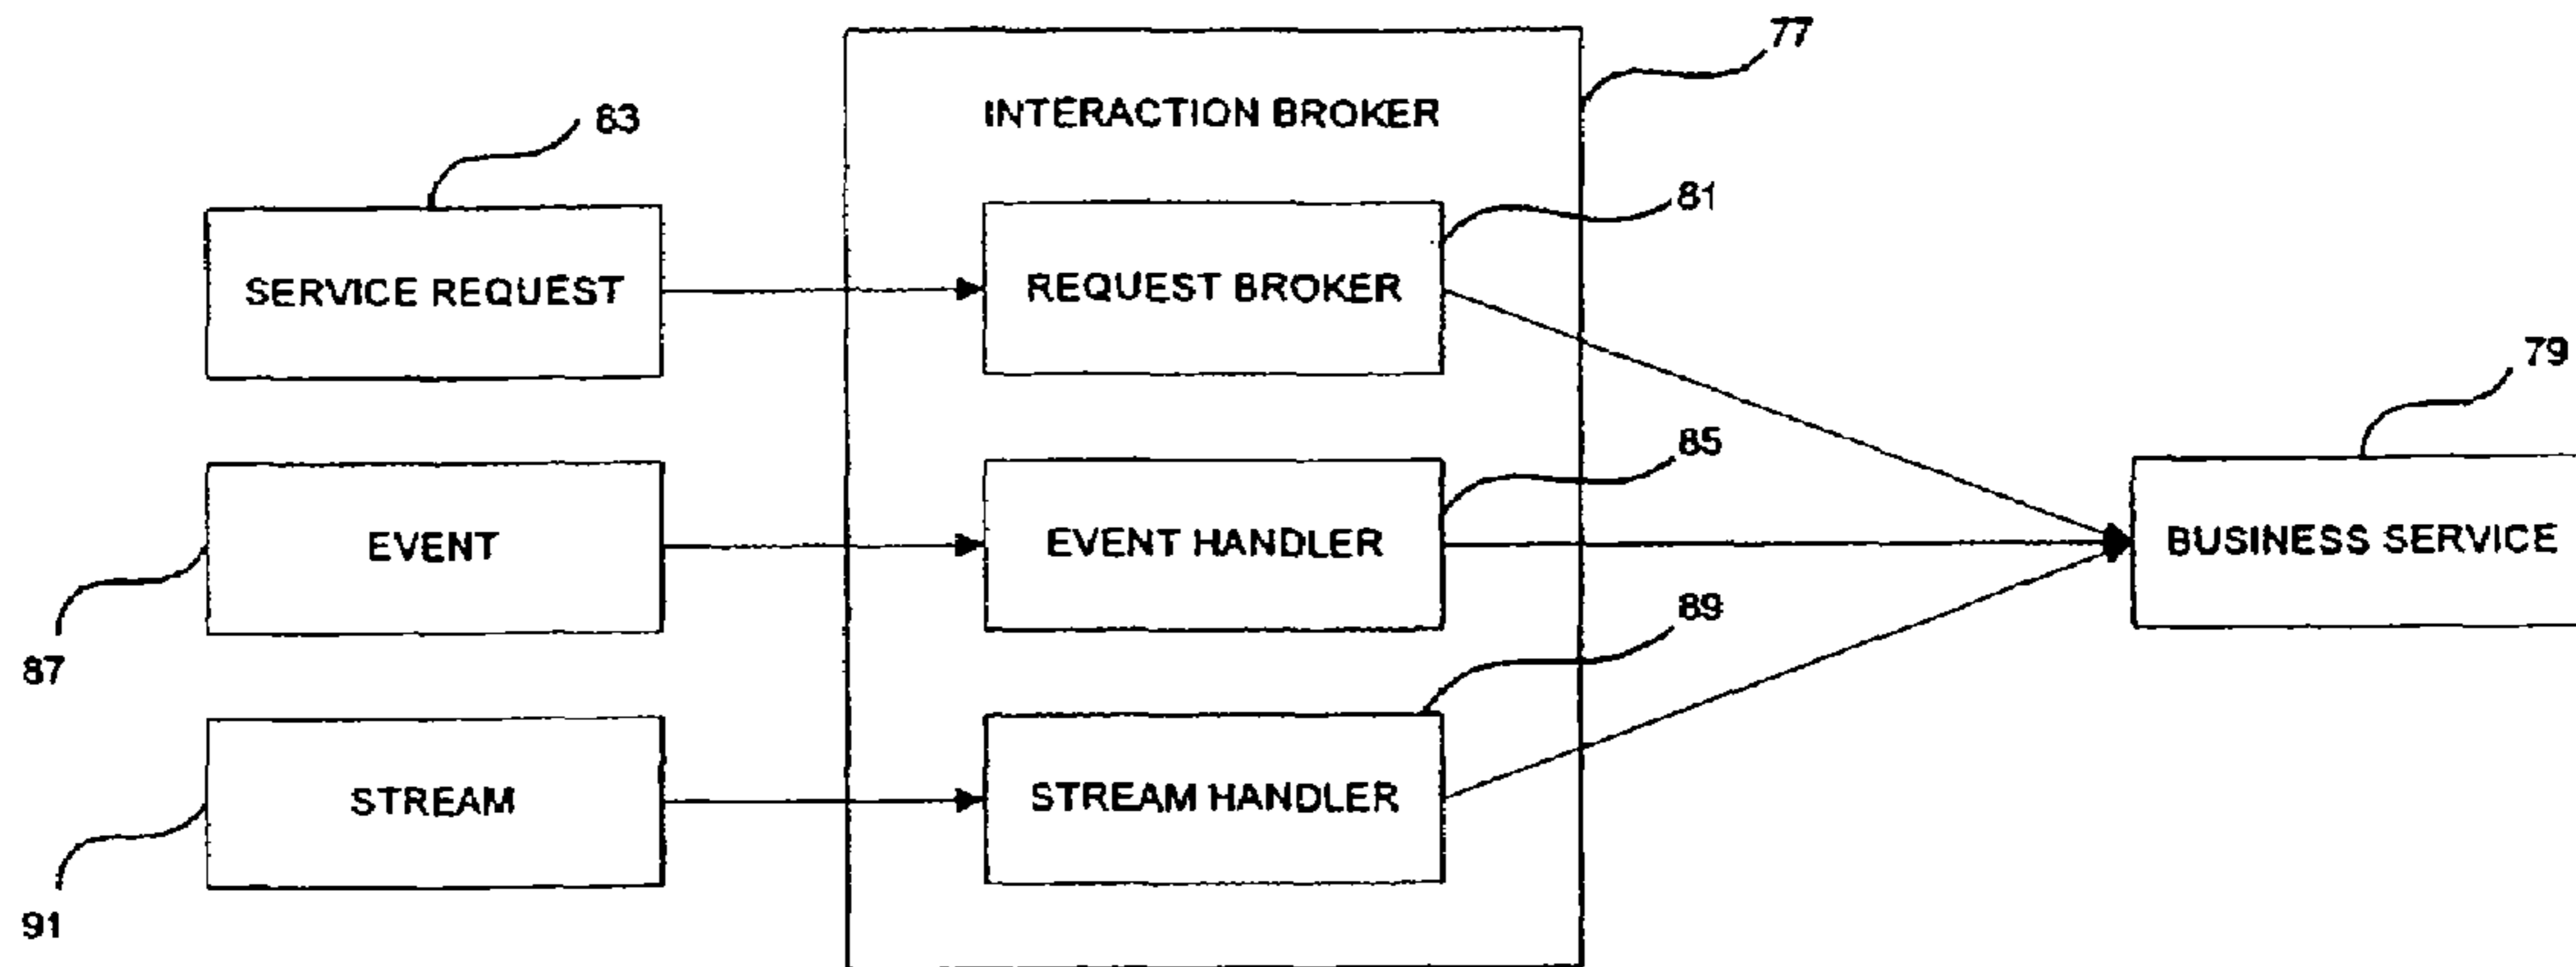 77
INTERACTION BROKER
83
81
SERVICE REQUEST
REQUEST BROKER
79
85
EVENT
EVENT HANDLER
BUSINESS SERVICE
89
87
STREAM
STREAM HANDLER
91